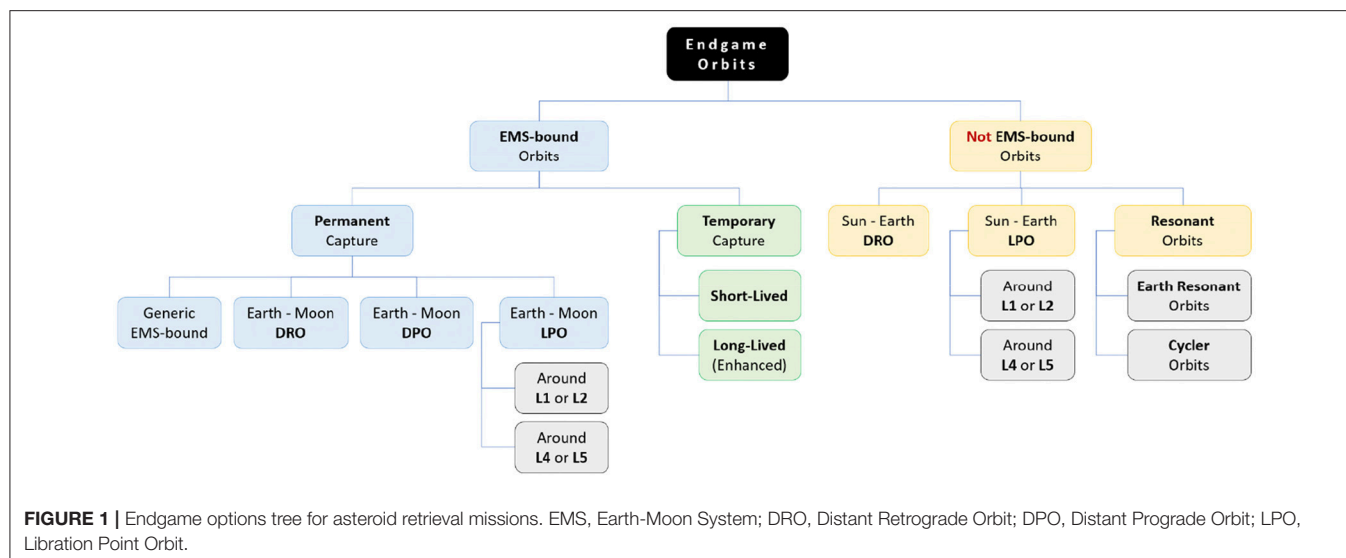 Endgame
Orbits
EMS-bound
Orbits
Not EMS-bound
Orbits
Permanent
Capture
Temporary
Capture
Sun - Earth
DRO
Sun - Earth
LPO
Resonant
Orbits
Generic
EMS-bound
Earth - Moon
DRO
Earth - Moon
DPO
Earth - Moon
LPO
Short-Lived
Around
L1 or L2
Earth Resonant
Orbits
Long-Lived
(Enhanced)
Around
L4 or L5
Cycler
Orbits
Around
L1 or L2
Around
L4 or L5
FIGURE 1 | Endgame options tree for asteroid retrieval missions. EMS, Earth-Moon System; DRO, Distant Retrograde Orbit; DPO, Distant Prograde Orbit; LPO,
Libration Point Orbit.